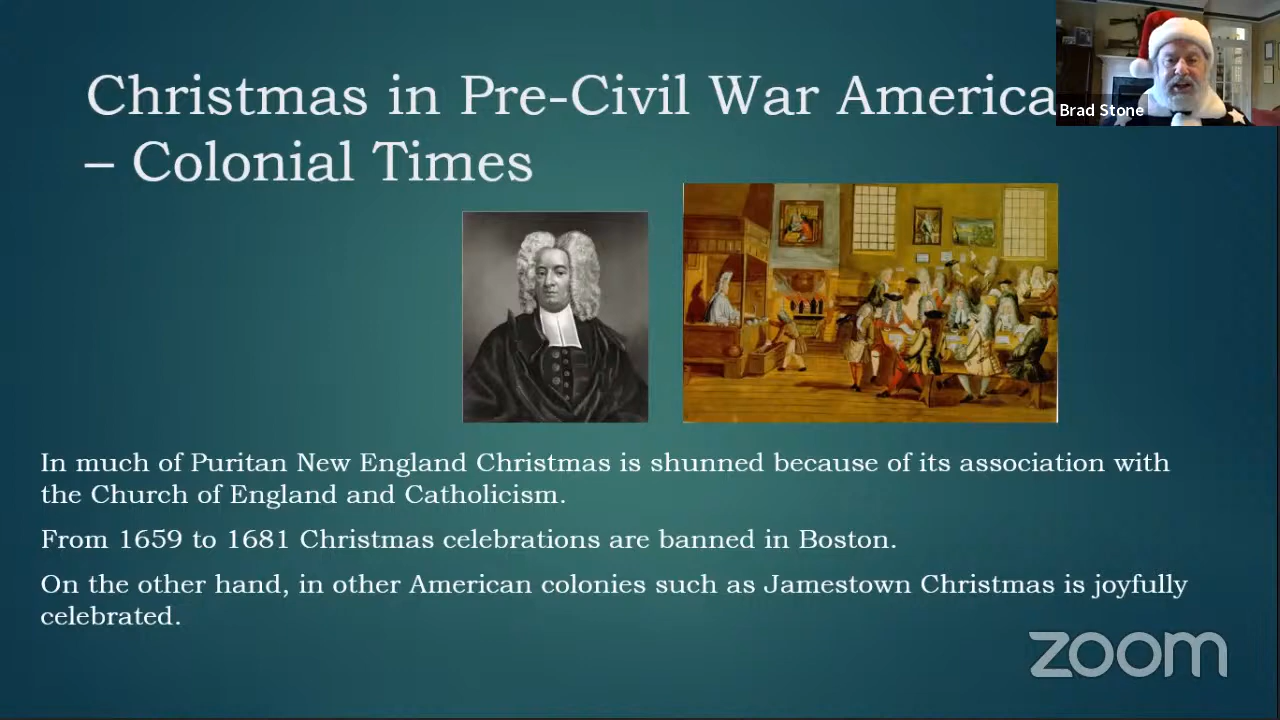 Christmas in Pre-Civil War America
– Colonial Times
Brad Stone
In much of Puritan New England Christmas is shunned because of its association with
the Church of England and Catholicism.
From 1659 to 1681 Christmas celebrations are banned in Boston.
On the other hand, in other American colonies such as Jamestown Christmas is joyfully
celebrated.
zoom